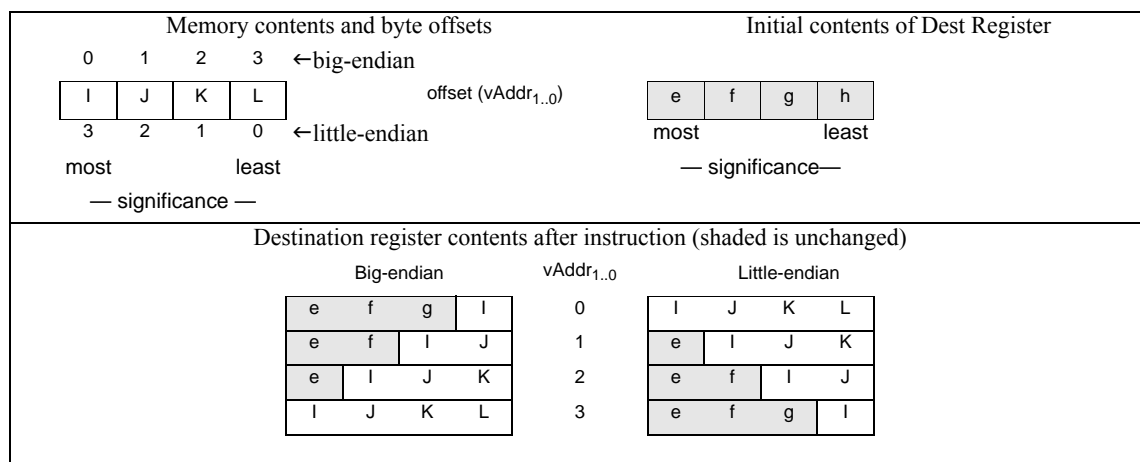 Memory contents and byte offsets
Initial contents of Dest Register
0 1 2 3 ←big-endian
I J K L offset (vAddr1..0) e f g h
3 2 1 0 ←little-endian most least
most least — significance—
— significance —
Destination register contents after instruction (shaded is unchanged)
Big-endian vAddr1..0 Little-endian
e f g I 0 I J K L
e f I J 1 e I J K
e I J K 2 e f I J
I J K L 3 e f g I